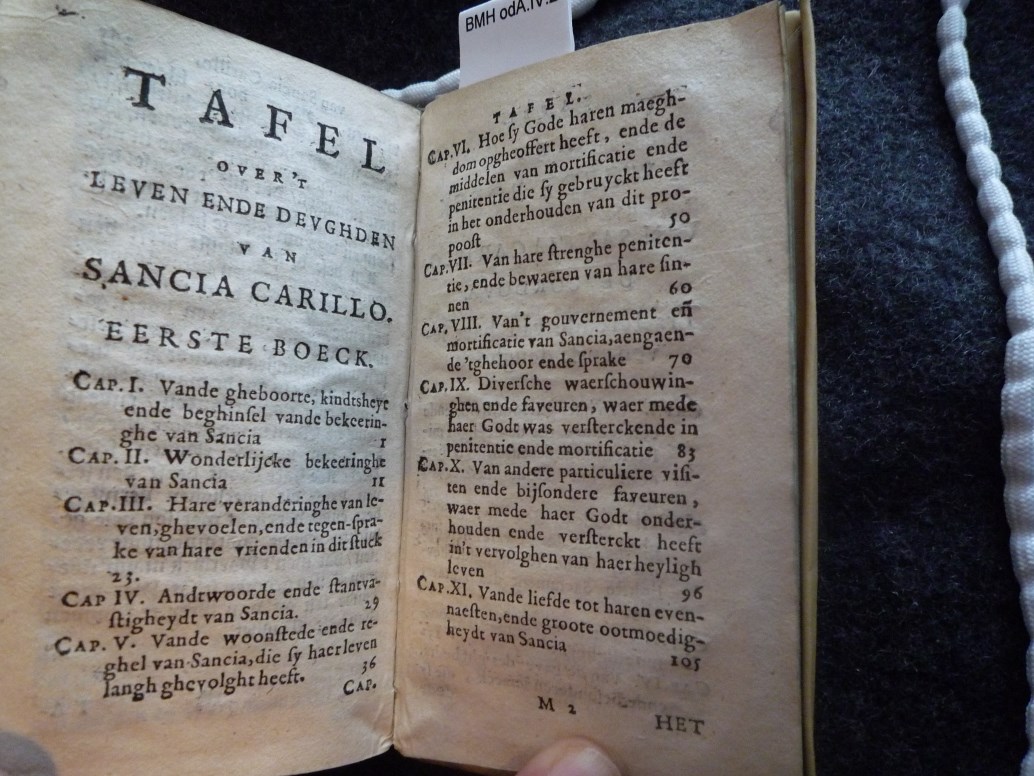 BMH odA.IV.
TAFEL
OVER'T
LEVEN ENDE DEVGHDEN
VAN
SANCIA CARILLO.
EERSTE BOECK.
CAP. I. Vande gheboorte, kindtsheyt
ende beghinſel vande bekeerin-
ghe van Sancia 1
CAP. II. Wonderlijcke bekeeringhe
van Sancia 11
CAP. III. Hare veranderinghe van le-
ven, ghevoelen, ende tegen-ſpra-
ke van hare vrienden in dit ſtuck
23.
CAP IV. Andtwoorde ende ſtantva-
ſtigheydt van Sancia. 29
CAP. V. Vande woonſtede ende re-
ghel van Sancia, die ſy haer leven
langh ghevolght heeft. 36
CAP.
TAFEL.
CAP. VI. Hoe ſy Gode haren maegh-
dom opgheoffert heeft, ende de
middelen van mortificatie ende
penitentie die ſy gebruyckt heeft
in het onderhouden van dit pro-
pooſt 50
CAP. VII. Van hare ſtrenghe peniten-
tie, ende bewaeren van hare ſin-
nen 60
CAP. VIII. Van't gouvernement en̄
mortificatie van Sancia, aengaen-
de 'tghehoor ende ſprake 70
CAP. IX. Diverſche waerſchouwin-
ghen ende faveuren, waer mede
haer Godt was verſterckende in
penitentie ende mortificatie 83
CAP. X. Van andere particuliere viſi-
ten ende bijſondere faveuren,
waer mede haer Godt onder-
houden ende verſterckt heeft
in't vervolghen van haer heyligh
leven 96
CAP. XI. Vande liefde tot haren even-
naeſten, ende groote ootmoedig-
heydt van Sancia 105
M 2
HET